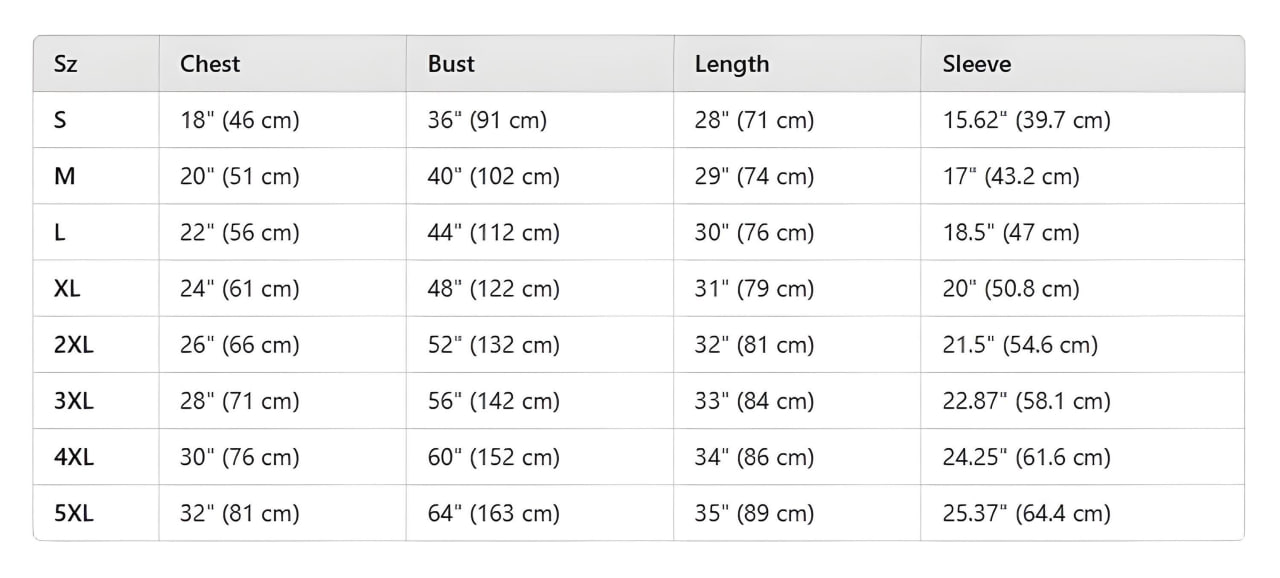 Sz Chest Bust Length Sleeve
S 18" (46 cm) 36" (91 cm) 28" (71 cm) 15.62" (39.7 cm)
M 20" (51 cm) 40" (102 cm) 29" (74 cm) 17" (43.2 cm)
L 22" (56 cm) 44" (112 cm) 30" (76 cm) 18.5" (47 cm)
XL 24" (61 cm) 48" (122 cm) 31" (79 cm) 20" (50.8 cm)
2XL 26" (66 cm) 52" (132 cm) 32" (81 cm) 21.5" (54.6 cm)
3XL 28" (71 cm) 56" (142 cm) 33" (84 cm) 22.87" (58.1 cm)
4XL 30" (76 cm) 60" (152 cm) 34" (86 cm) 24.25" (61.6 cm)
5XL 32" (81 cm) 64" (163 cm) 35" (89 cm) 25.37" (64.4 cm)